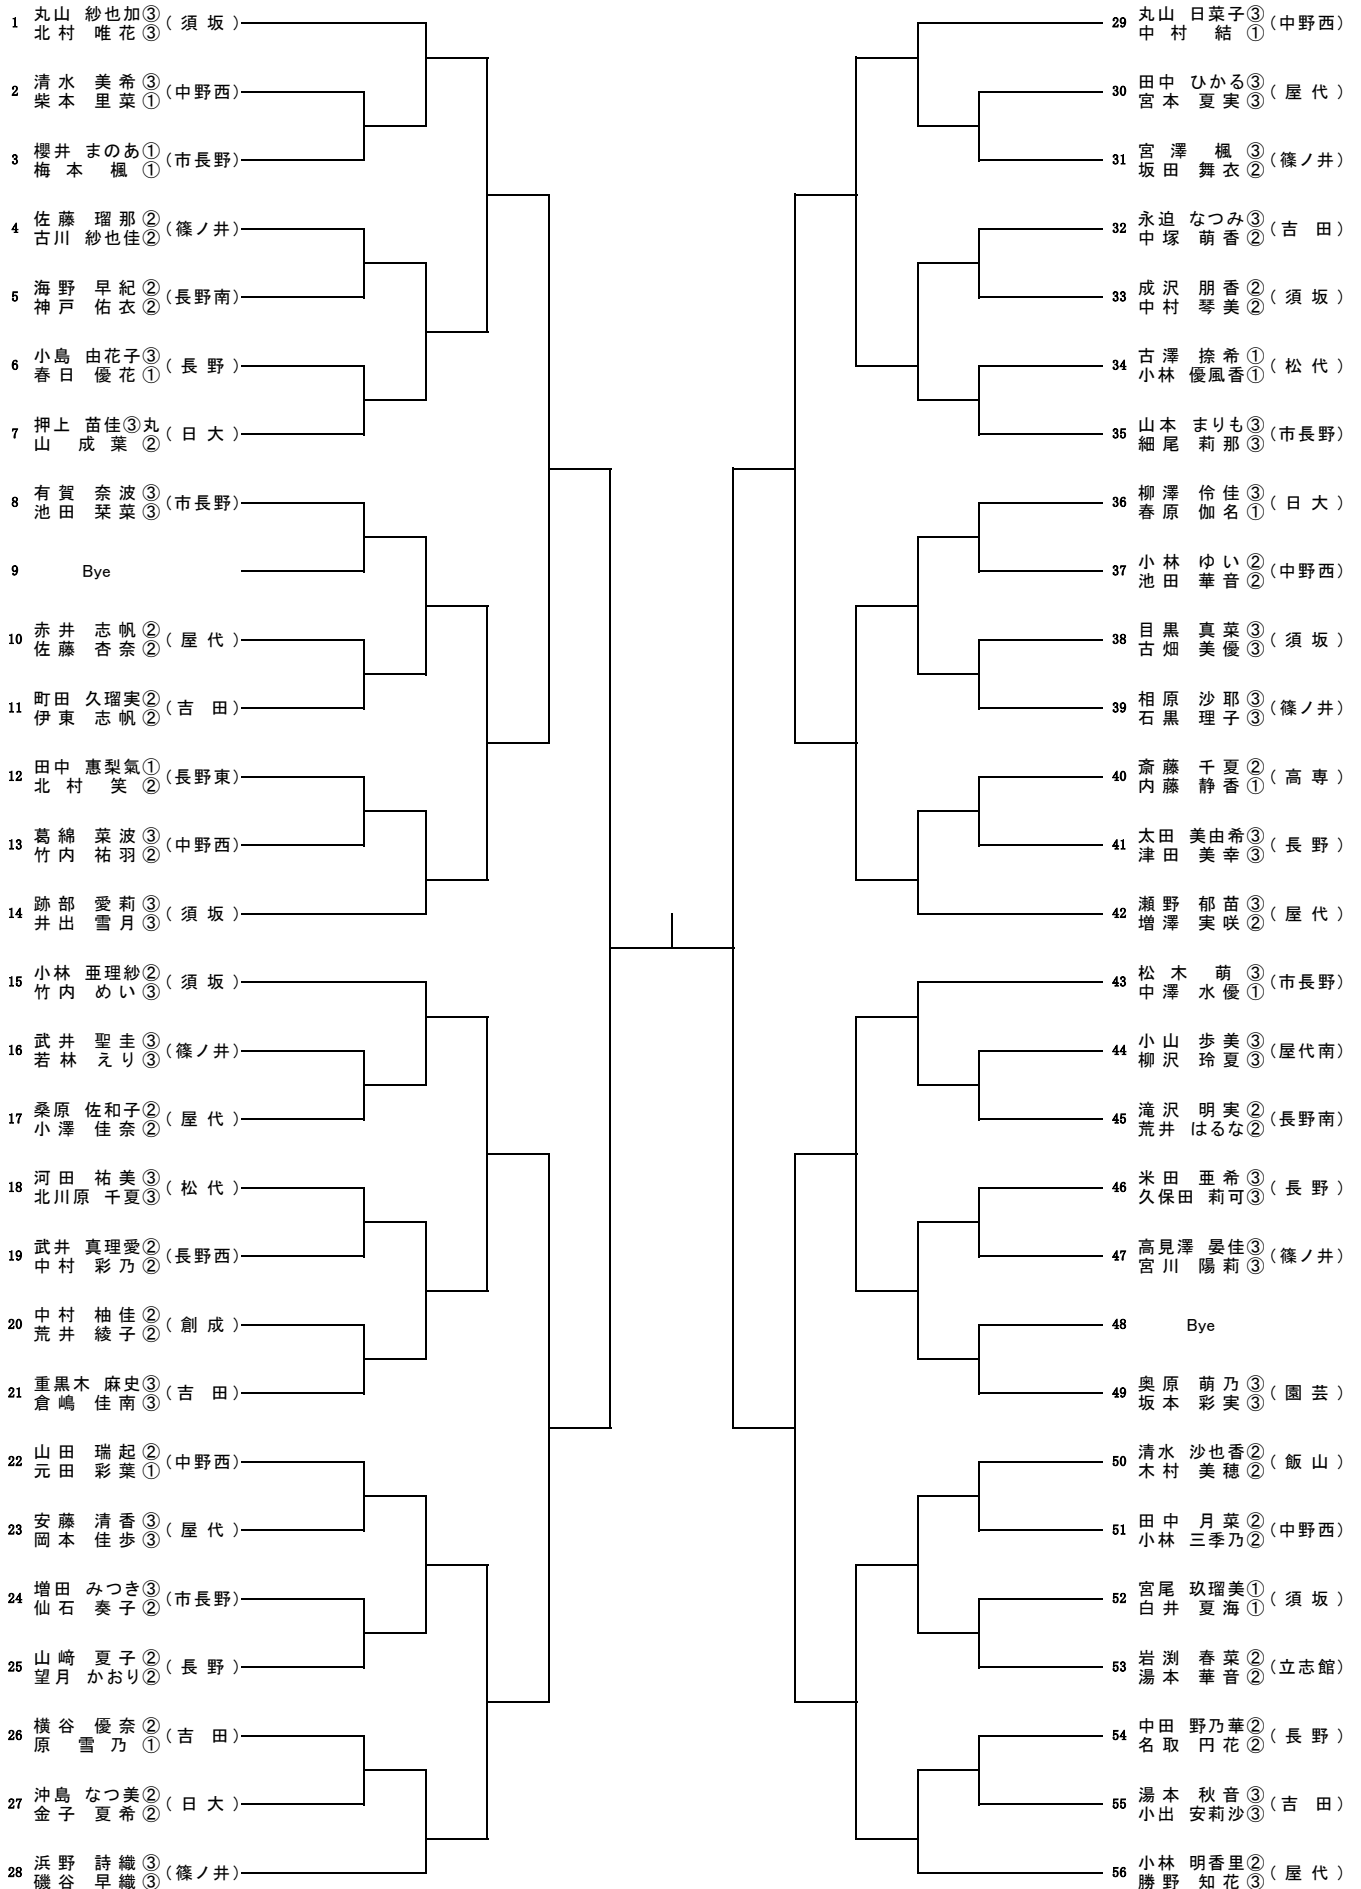 1 丸山 紗也加③ (須坂)
北村 唯花③
2 清水 美希③ (中野西)
柴本 里菜①
3 櫻井 まのあ① (市長野)
梅本 楓①
4 佐藤 瑠那② (篠ノ井)
古川 紗也佳②
5 海野 早紀② (長野南)
神戸 佑衣②
6 小島 由花子③ (長野)
春日 優花①
7 押上 苗佳③丸 (日大)
山 成葉②
8 有賀 奈波③ (市長野)
池田 栞菜③
9 Bye
10 赤井 志帆② (屋代)
佐藤 杏奈②
11 町田 久瑠実② (吉田)
伊東 志帆②
12 田中 惠梨氣① (長野東)
北村 笑②
13 葛綿 菜波③ (中野西)
竹内 祐羽②
14 跡部 愛莉③ (須坂)
井出 雪月③
15 小林 亜理紗② (須坂)
竹内 めい③
16 武井 聖圭③ (篠ノ井)
若林 えり③
17 桑原 佐和子② (屋代)
小澤 佳奈②
18 河田 祐美③ (松代)
北川原 千夏③
19 武井 真理愛② (長野西)
中村 彩乃②
20 中村 柚佳② (創成)
荒井 綾子②
21 重黒木 麻史③ (吉田)
倉嶋 佳南③
22 山田 瑞起② (中野西)
元田 彩葉①
23 安藤 清香③ (屋代)
岡本 佳歩③
24 増田 みつき③ (市長野)
仙石 奏子②
25 山﨑 夏子② (長野)
望月 かおり②
26 横谷 優奈② (吉田)
原 雪乃①
27 沖島 なつ美② (日大)
金子 夏希②
28 浜野 詩織③ (篠ノ井)
磯谷 早織③
29 丸山 日菜子③ (中野西)
中村 結①
30 田中 ひかる③ (屋代)
宮本 夏実③
31 宮澤 楓③ (篠ノ井)
坂田 舞衣②
32 永迫 なつみ③ (吉田)
中塚 萌香②
33 成沢 朋香② (須坂)
中村 琴美②
34 古澤 捺希① (松代)
小林 優風香①
35 山本 まりも③ (市長野)
細尾 莉那③
36 柳澤 伶佳③ (日大)
春原 伽名①
37 小林 ゆい② (中野西)
池田 華音②
38 目黒 真菜③ (須坂)
古畑 美優③
39 相原 沙耶③ (篠ノ井)
石黒 理子③
40 斎藤 千夏② (高専)
内藤 静香①
41 太田 美由希③ (長野)
津田 美幸③
42 瀬野 郁苗③ (屋代)
増澤 実咲②
43 松木 萌③ (市長野)
中澤 水優①
44 小山 歩美③ (屋代南)
柳沢 玲夏③
45 滝沢 明実② (長野南)
荒井 はるな②
46 米田 亜希③ (長野)
久保田 莉可③
47 高見澤 晏佳③ (篠ノ井)
宮川 陽莉③
48 Bye
49 奥原 萌乃③ (園芸)
坂本 彩実③
50 清水 沙也香② (飯山)
木村 美穂②
51 田中 月菜② (中野西)
小林 三季乃②
52 宮尾 玖瑠美① (須坂)
白井 夏海①
53 岩渕 春菜② (立志館)
湯本 華音②
54 中田 野乃華② (長野)
名取 円花②
55 湯本 秋音③ (吉田)
小出 安莉沙③
56 小林 明香里② (屋代)
勝野 知花③